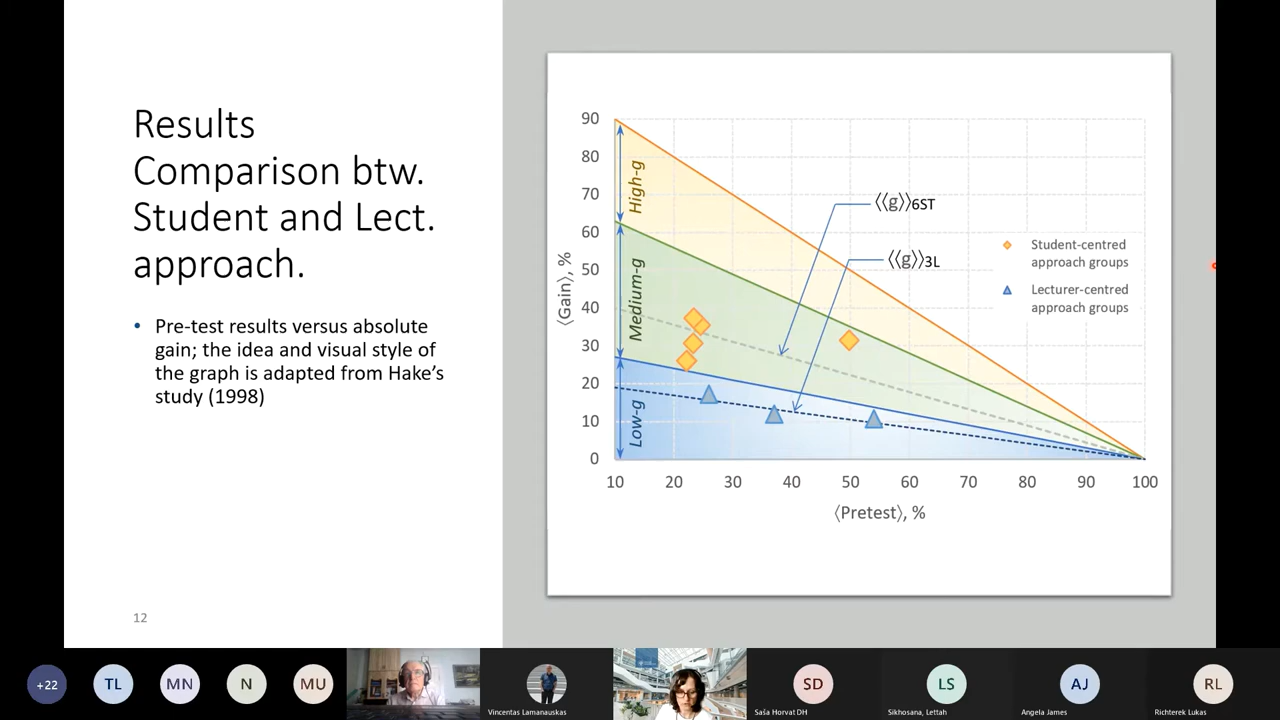 Results
Comparison btw.
Student and Lect.
approach.
• Pre-test results versus absolute
gain; the idea and visual style of
the graph is adapted from Hake's
study (1998)
12
90
80
70
60
50
40
30
20
10
0
⟨Gain⟩, %
High-g
Medium-g
Low-g
⟨⟨g⟩⟩6ST
⟨⟨g⟩⟩3L
Student-centred
approach groups
Lecturer-centred
approach groups
10 20 30 40 50 60 70 80 90 100
⟨Pretest⟩, %
+22
TL
MN
N
MU
Vincentas Lamanauskas
SD
Saša Horvat DH
LS
Sikhosana, Lettah
AJ
Angela James
RL
Richterek Lukas